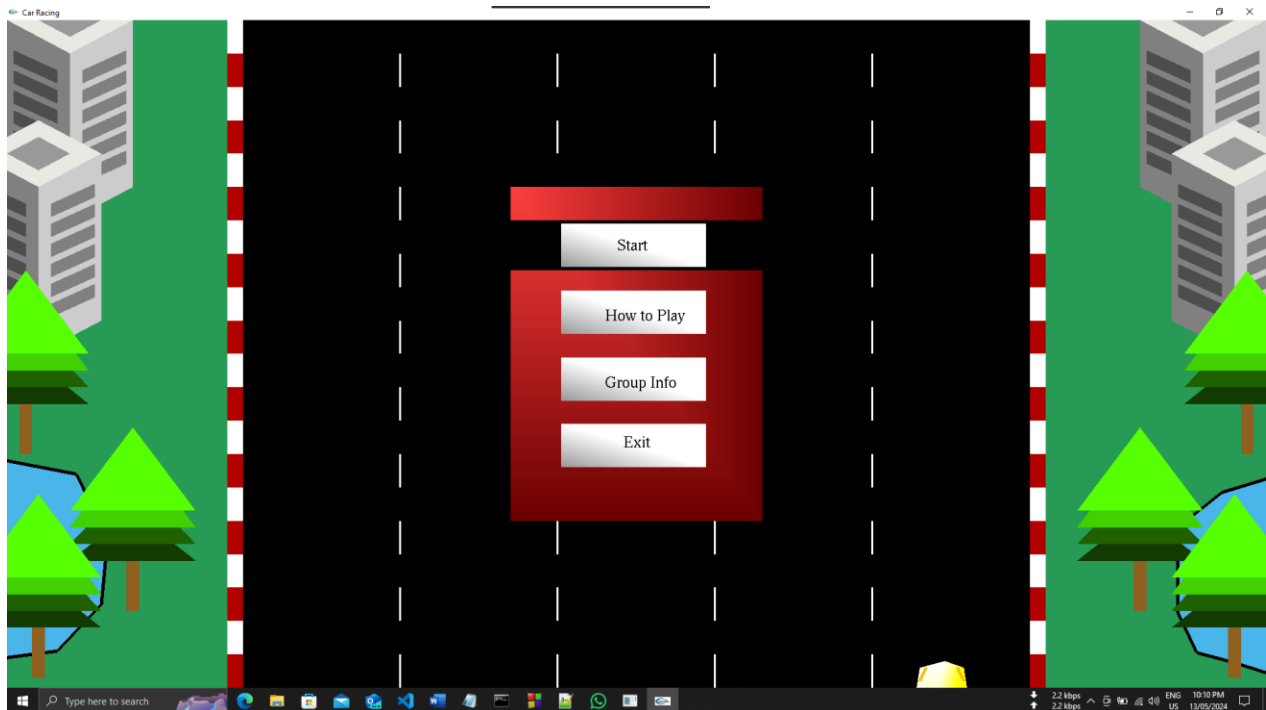 Car Racing
Start
How to Play
Group Info
Exit
Type here to search
2.2 kbps
2.2 kbps
ENG
US
10:10 PM
13/05/2024